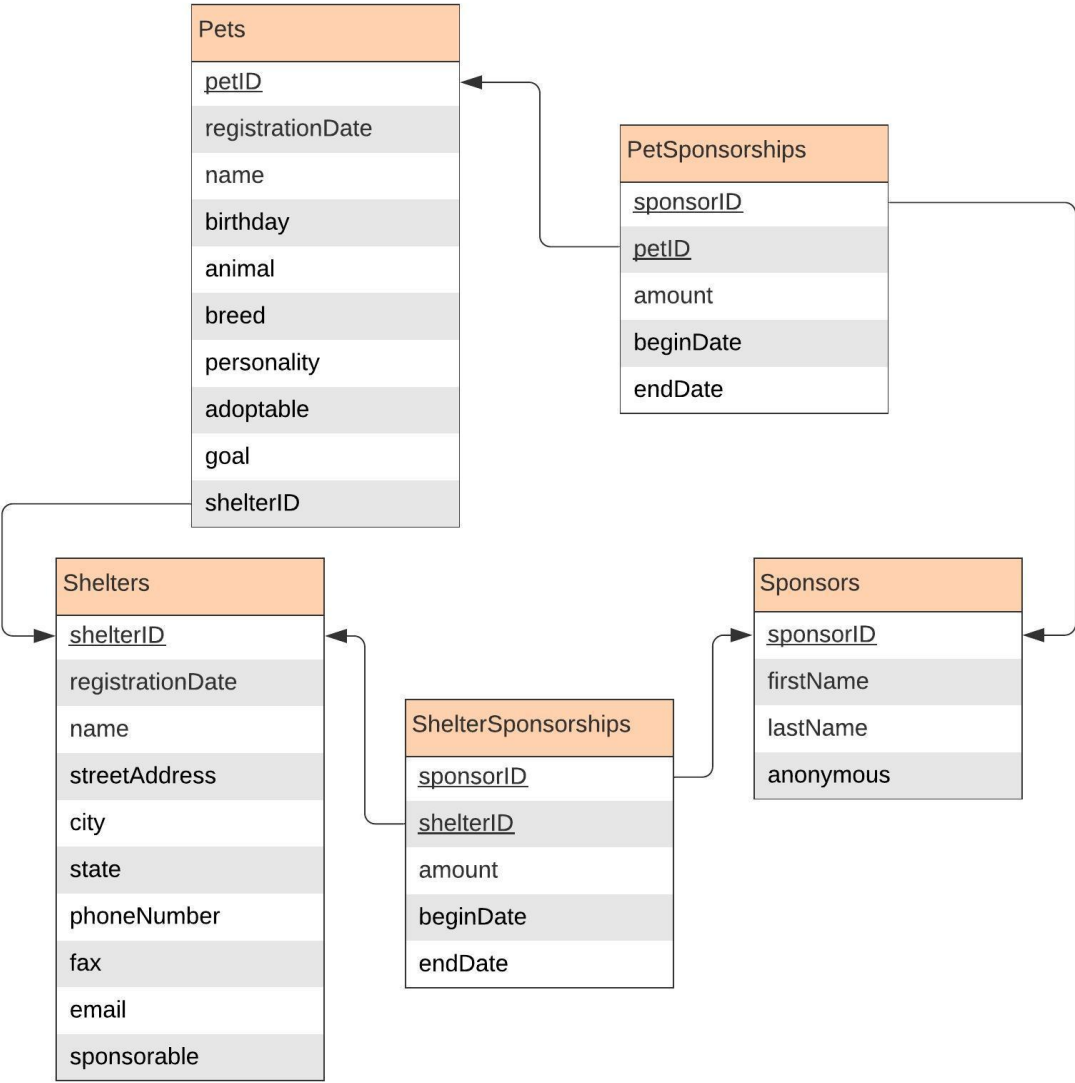 Pets
petID
registrationDate
name
birthday
animal
breed
personality
adoptable
goal
shelterID
PetSponsorships
sponsorID
petID
amount
beginDate
endDate
Shelters
shelterID
registrationDate
name
streetAddress
city
state
phoneNumber
fax
email
sponsorable
ShelterSponsorships
sponsorID
shelterID
amount
beginDate
endDate
Sponsors
sponsorID
firstName
lastName
anonymous